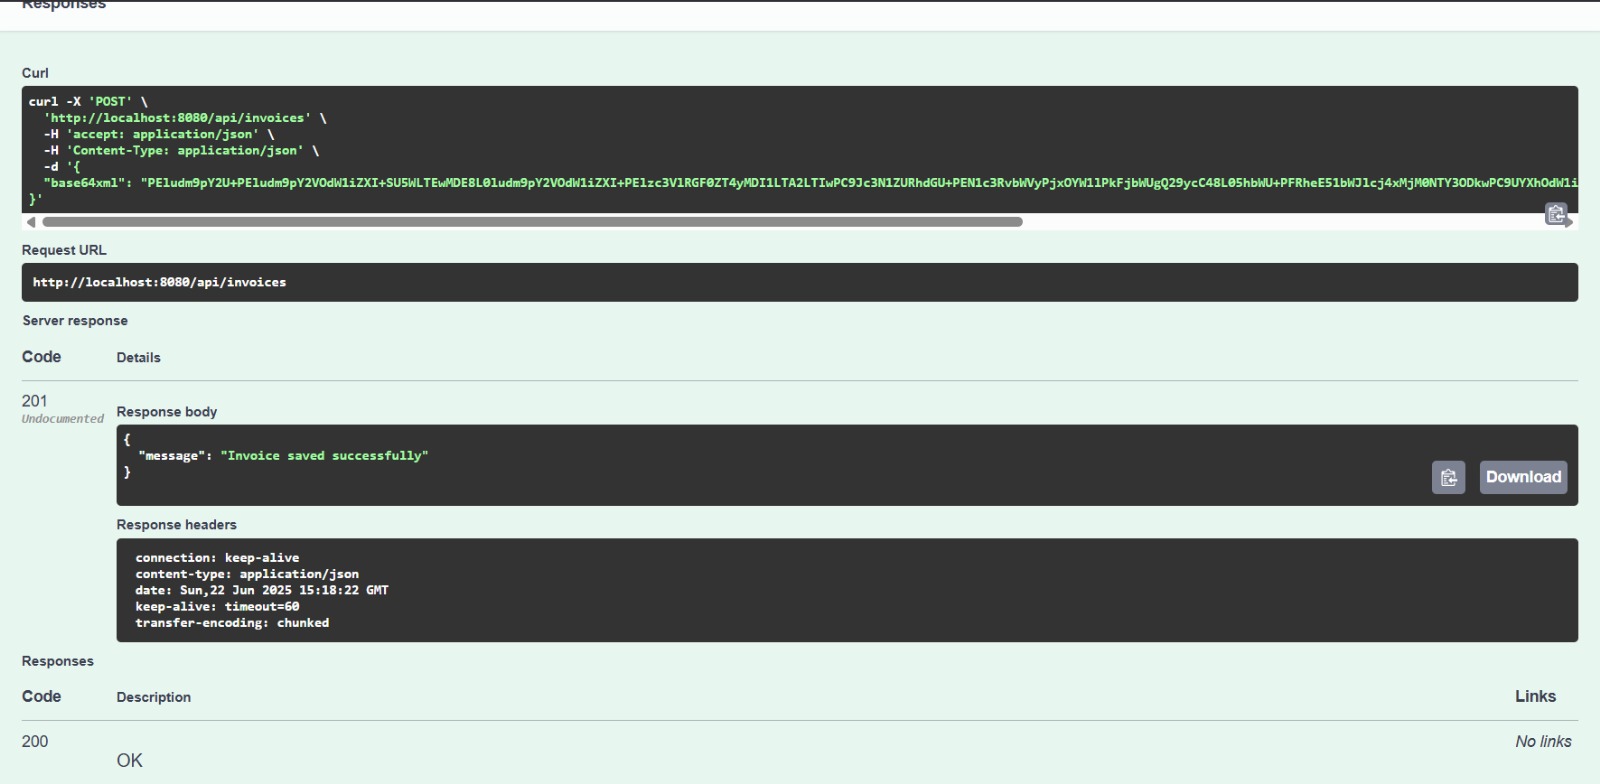 Responses
Curl
curl -X 'POST' \
'http://localhost:8080/api/invoices' \
-H 'accept: application/json' \
-H 'Content-Type: application/json' \
-d '{
"base64xml": "PEludm9pY2U+PEludm9pY2VOdW1iZXI+SU5WLTEwMDE8L0ludm9pY2VOdW1iZXI+PElzc3VlRGF0ZT4yMDI1LTA2LTIwPC9Jc3N1ZURhdGU+PEN1c3RvbWVyPjxOYW1lPkFjbWUgQ29ycC48L05hbWU+PFRheE51bWJlcj4xMjM0NTY3ODkwPC9UYXhOdW1i
}'
Request URL
http://localhost:8080/api/invoices
Server response
Code Details
201
Undocumented
Response body
{
"message": "Invoice saved successfully"
}
Download
Response headers
connection: keep-alive
content-type: application/json
date: Sun,22 Jun 2025 15:18:22 GMT
keep-alive: timeout=60
transfer-encoding: chunked
Responses
Code Description Links
200 No links
OK